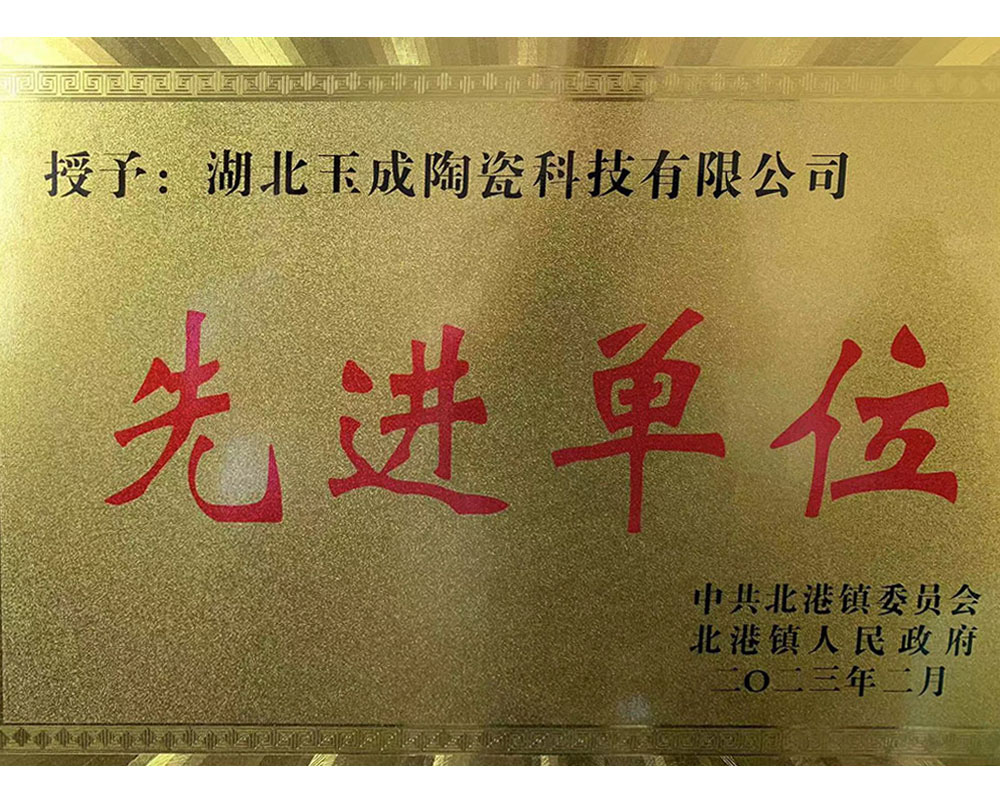 授予：湖北玉成陶瓷科技有限公司
先进单位
中共北港镇委员会
北港镇人民政府
二〇二三年二月